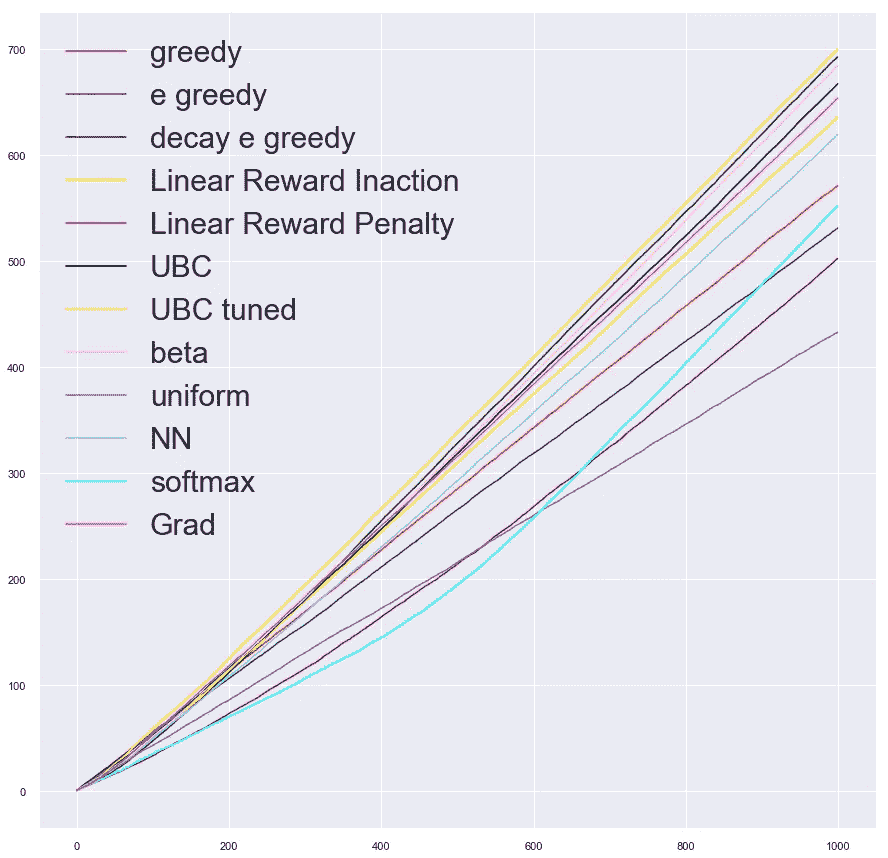 700
greedy
e greedy
decay e greedy
600
Linear Reward Inaction
Linear Reward Penalty
500
UBC
UBC tuned
400
beta
uniform
NN
300
softmax
Grad
200
100
0
0 200 400 600 800 1000